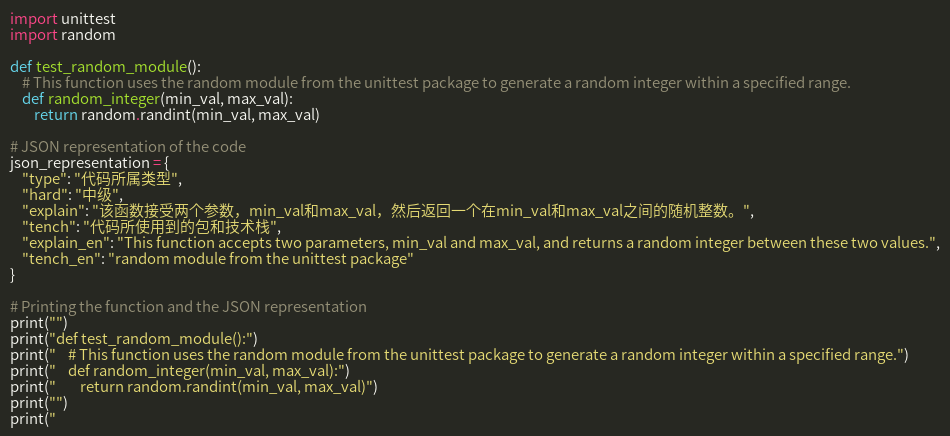 import unittest
import random

def test_random_module():
    # This function uses the random module from the unittest package to generate a random integer within a specified range.
    def random_integer(min_val, max_val):
        return random.randint(min_val, max_val)

# JSON representation of the code
json_representation = {
    "type": "代码所属类型",
    "hard": "中级",
    "explain": "该函数接受两个参数，min_val和max_val，然后返回一个在min_val和max_val之间的随机整数。",
    "tench": "代码所使用到的包和技术栈",
    "explain_en": "This function accepts two parameters, min_val and max_val, and returns a random integer between these two values.",
    "tench_en": "random module from the unittest package"
}

# Printing the function and the JSON representation
print("")
print("def test_random_module():")
print("    # This function uses the random module from the unittest package to generate a random integer within a specified range.")
print("    def random_integer(min_val, max_val):")
print("        return random.randint(min_val, max_val)")
print("")
print("